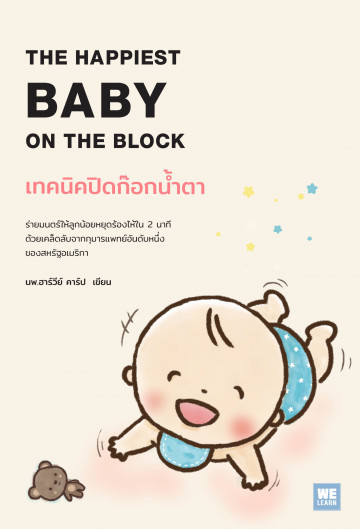 THE HAPPIEST
BABY
ON THE BLOCK
เทคนิคปิดก๊อกน้ำตา
ร่ายมนตร์ให้ลูกน้อยหยุดร้องไห้ใน 2 นาที
ด้วยเคล็ดลับจากกุมารแพทย์อันดับหนึ่ง
ของสหรัฐอเมริกา
นพ.ฮาร์วีย์ คาร์ป เขียน
WE
LEARN